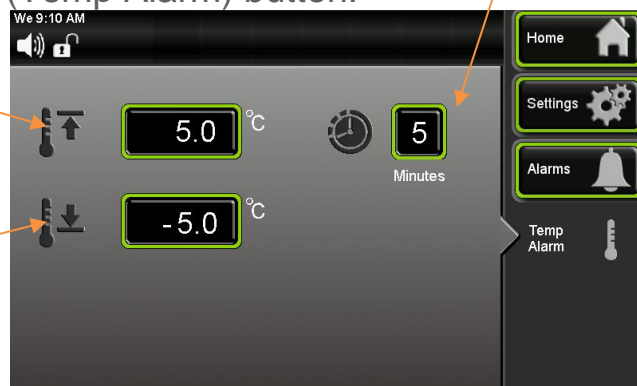 (Temp Alarm) button.
We 9:10 AM
Home
Settings
5.0 °C
5
Minutes
Alarms
-5.0 °C
Temp
Alarm